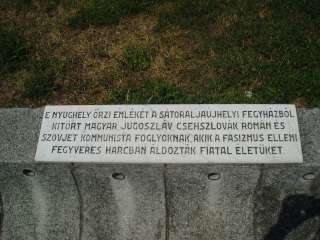 E NYUGHELY ŐRZI EMLÉKÉT A SÁTORALJAUJHELYI FEGYHÁZBÓL
KITÖRT MAGYAR JUGOSZLÁV CSEHSZLOVÁK ROMÁN ÉS
SZOVJET KOMMUNISTA FOGLYOKNAK, AKIK A FASIZMUS ELLENI
FEGYVERES HARCBAN ÁLDOZTÁK FIATAL ÉLETÜKET.